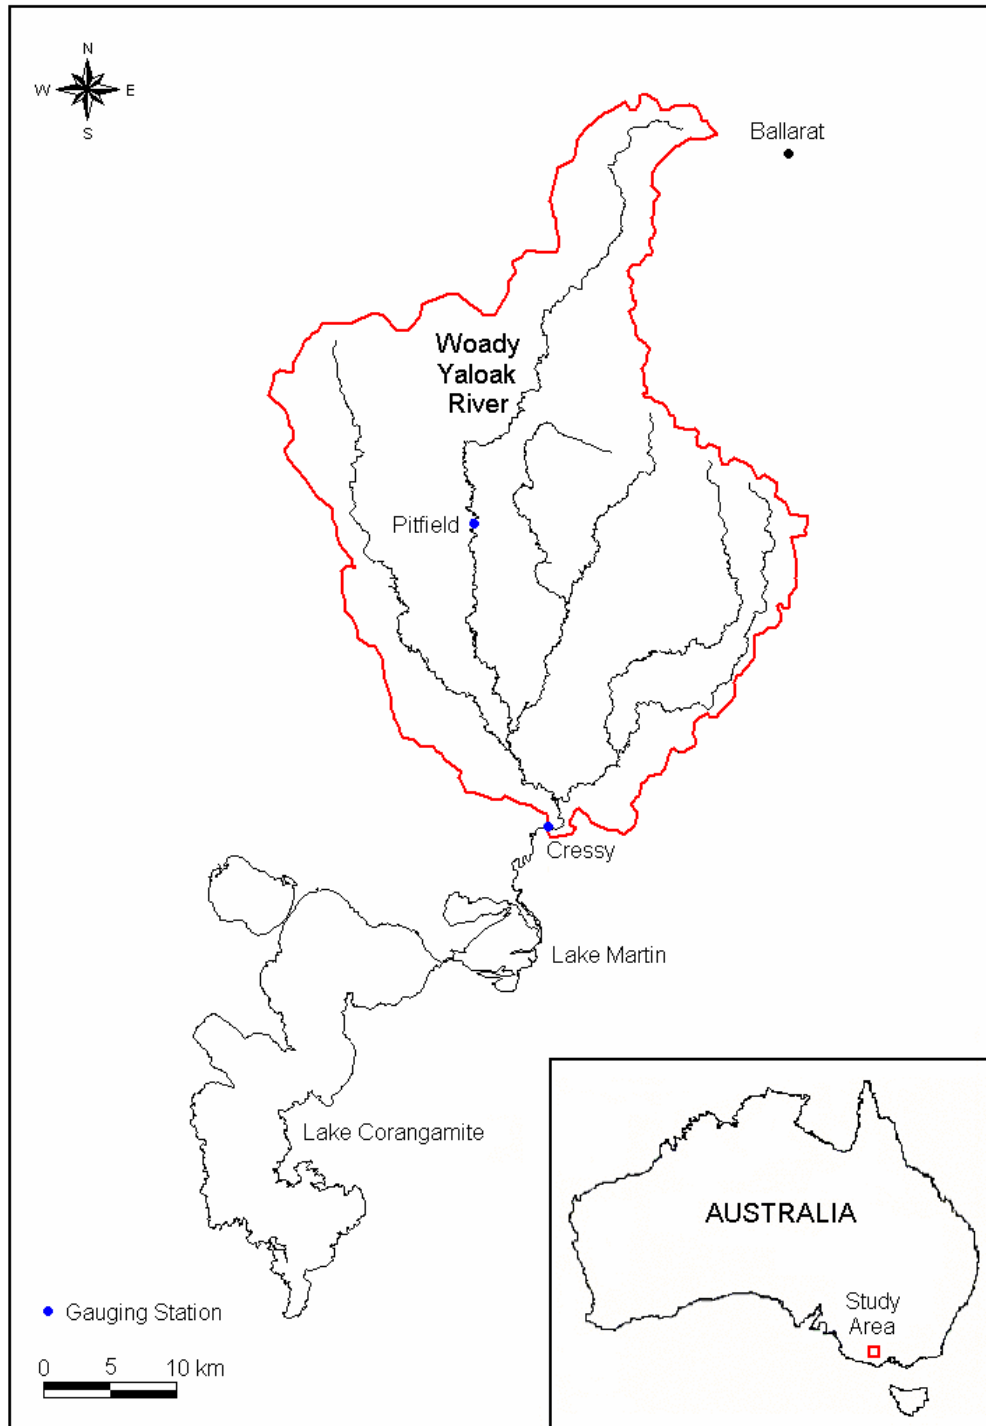 N
W E
S
Ballarat
Woady
Yaloak
River
Pitfield
Cressy
Lake Martin
Lake Corangamite
Gauging Station
0 5 10 km
AUSTRALIA
Study
Area